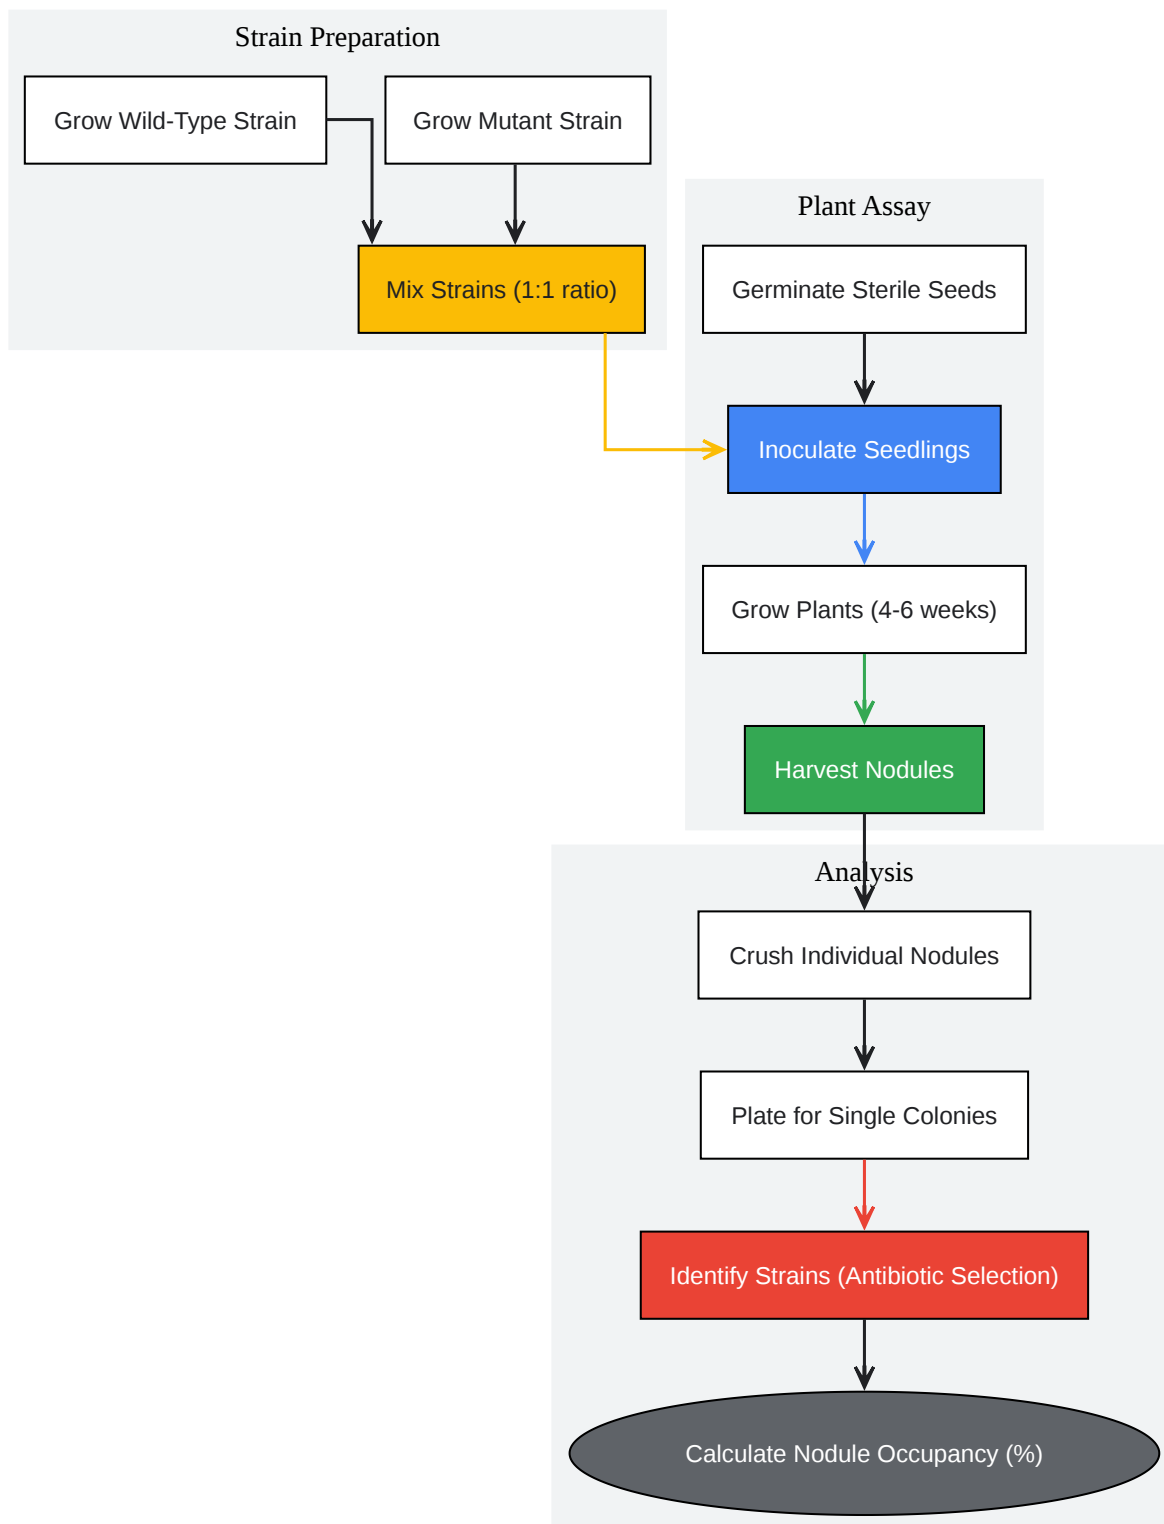 Strain Preparation
Grow Wild-Type Strain
Grow Mutant Strain
Mix Strains (1:1 ratio)
Plant Assay
Germinate Sterile Seeds
Inoculate Seedlings
Grow Plants (4-6 weeks)
Harvest Nodules
Analysis
Crush Individual Nodules
Plate for Single Colonies
Identify Strains (Antibiotic Selection)
Calculate Nodule Occupancy (%)